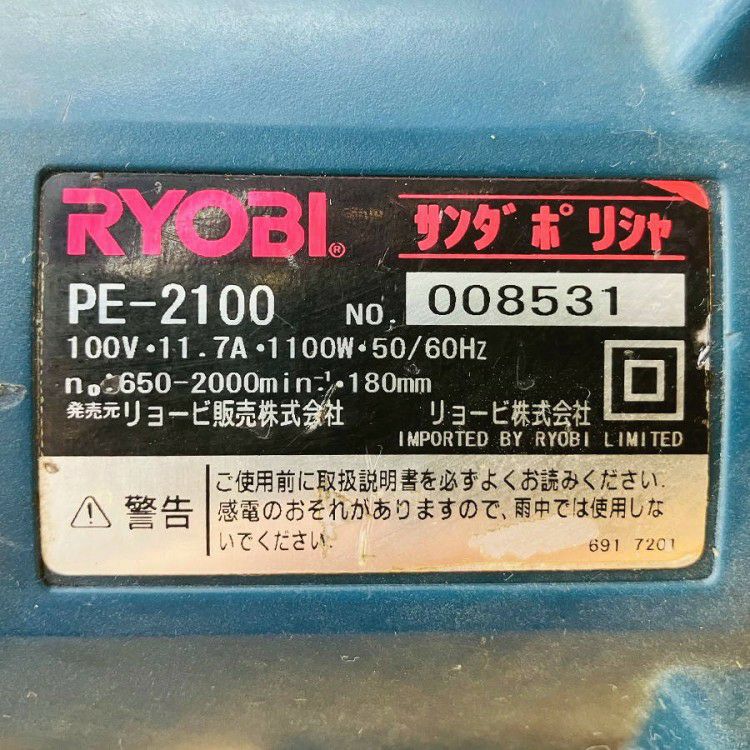 RYOBI® サンダポリシャ
PE-2100 NO. 008531
100V・11.7A・1100W・50/60Hz
n₀:650-2000min⁻¹・180mm
発売元リョービ販売株式会社 リョービ株式会社
IMPORTED BY RYOBI LIMITED
警告
ご使用前に取扱説明書を必ずよくお読みください.
感電のおそれがありますので、雨中では使用しな
いでください.
691 7201